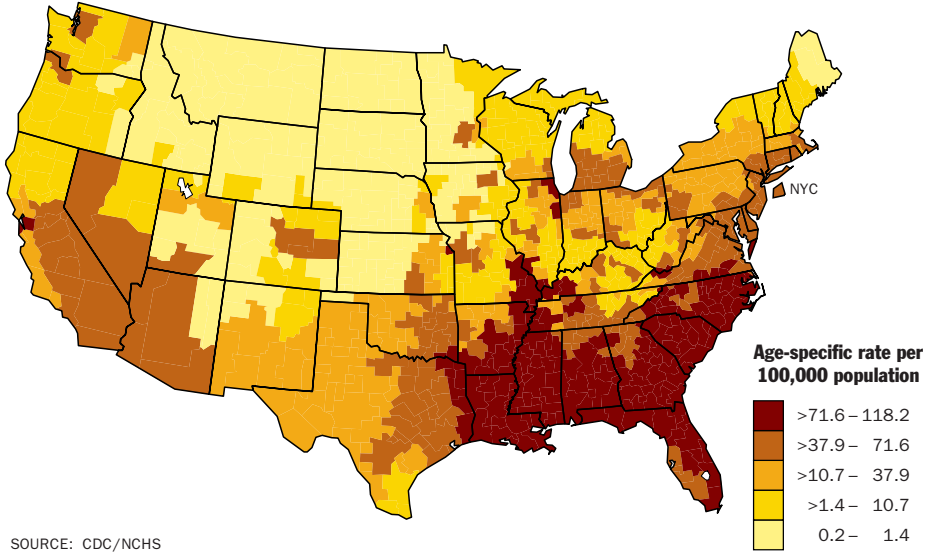 NYC
Age-specific rate per
100,000 population
>71.6 – 118.2
>37.9 – 71.6
>10.7 – 37.9
>1.4 – 10.7
0.2 – 1.4
SOURCE: CDC/NCHS